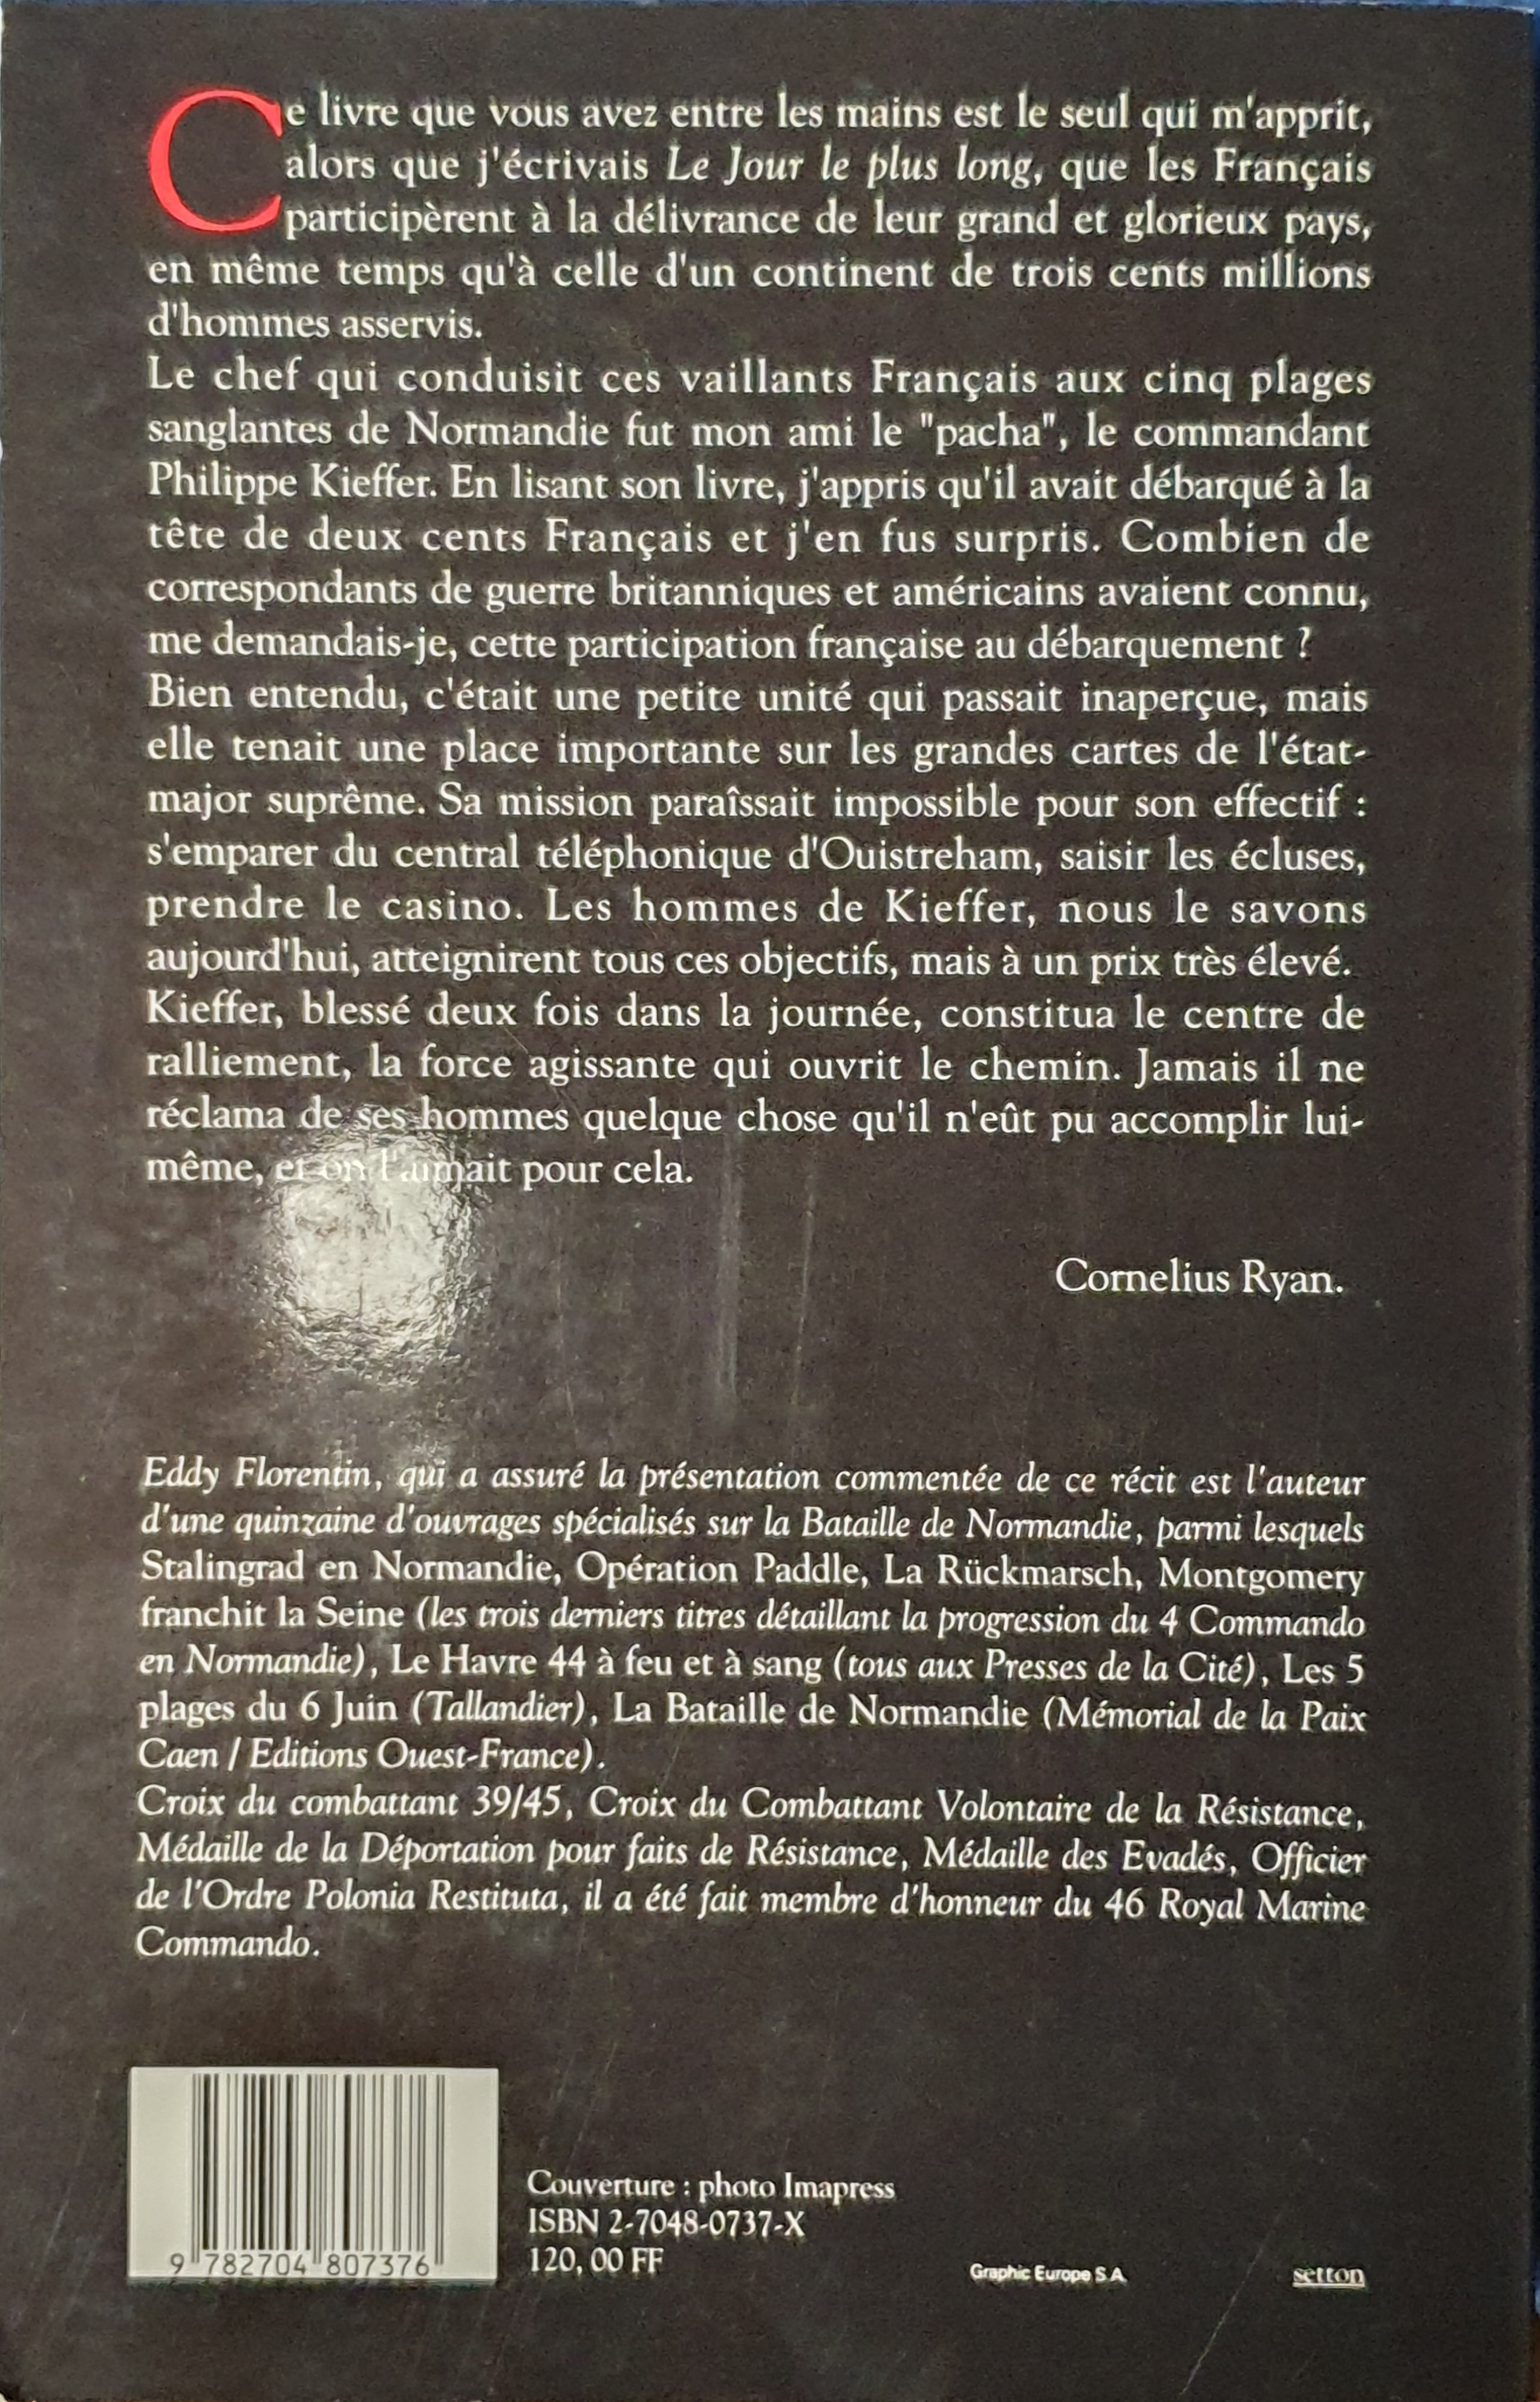 Ce livre que vous avez entre les mains est le seul qui m'apprit,
alors que j'écrivais Le Jour le plus long, que les Français
participèrent à la délivrance de leur grand et glorieux pays,
en même temps qu'à celle d'un continent de trois cents millions
d'hommes asservis.
Le chef qui conduisit ces vaillants Français aux cinq plages
sanglantes de Normandie fut mon ami le "pacha", le commandant
Philippe Kieffer. En lisant son livre, j'appris qu'il avait débarqué à la
tête de deux cents Français et j'en fus surpris. Combien de
correspondants de guerre britanniques et américains avaient connu,
me demandais-je, cette participation française au débarquement ?
Bien entendu, c'était une petite unité qui passait inaperçue, mais
elle tenait une place importante sur les grandes cartes de l'état-
major suprême. Sa mission paraîssait impossible pour son effectif :
s'emparer du central téléphonique d'Ouistreham, saisir les écluses,
prendre le casino. Les hommes de Kieffer, nous le savons
aujourd'hui, atteignirent tous ces objectifs, mais à un prix très élevé.
Kieffer, blessé deux fois dans la journée, constitua le centre de
ralliement, la force agissante qui ouvrit le chemin. Jamais il ne
réclama de ses hommes quelque chose qu'il n'eût pu accomplir lui-
même, et on l'aimait pour cela.
Cornelius Ryan.
Eddy Florentin, qui a assuré la présentation commentée de ce récit est l'auteur
d'une quinzaine d'ouvrages spécialisés sur la Bataille de Normandie, parmi lesquels
Stalingrad en Normandie, Opération Paddle, La Rückmarsch, Montgomery
franchit la Seine (les trois derniers titres détaillant la progression du 4 Commando
en Normandie), Le Havre 44 à feu et à sang (tous aux Presses de la Cité), Les 5
plages du 6 Juin (Tallandier), La Bataille de Normandie (Mémorial de la Paix
Caen / Editions Ouest-France).
Croix du combattant 39/45, Croix du Combattant Volontaire de la Résistance,
Médaille de la Déportation pour faits de Résistance, Médaille des Evadés, Officier
de l'Ordre Polonia Restituta, il a été fait membre d'honneur du 46 Royal Marine
Commando.
9 782704 807376
Couverture : photo Imapress
ISBN 2-7048-0737-X
120, 00 FF
Graphic Europe S.A.
setton